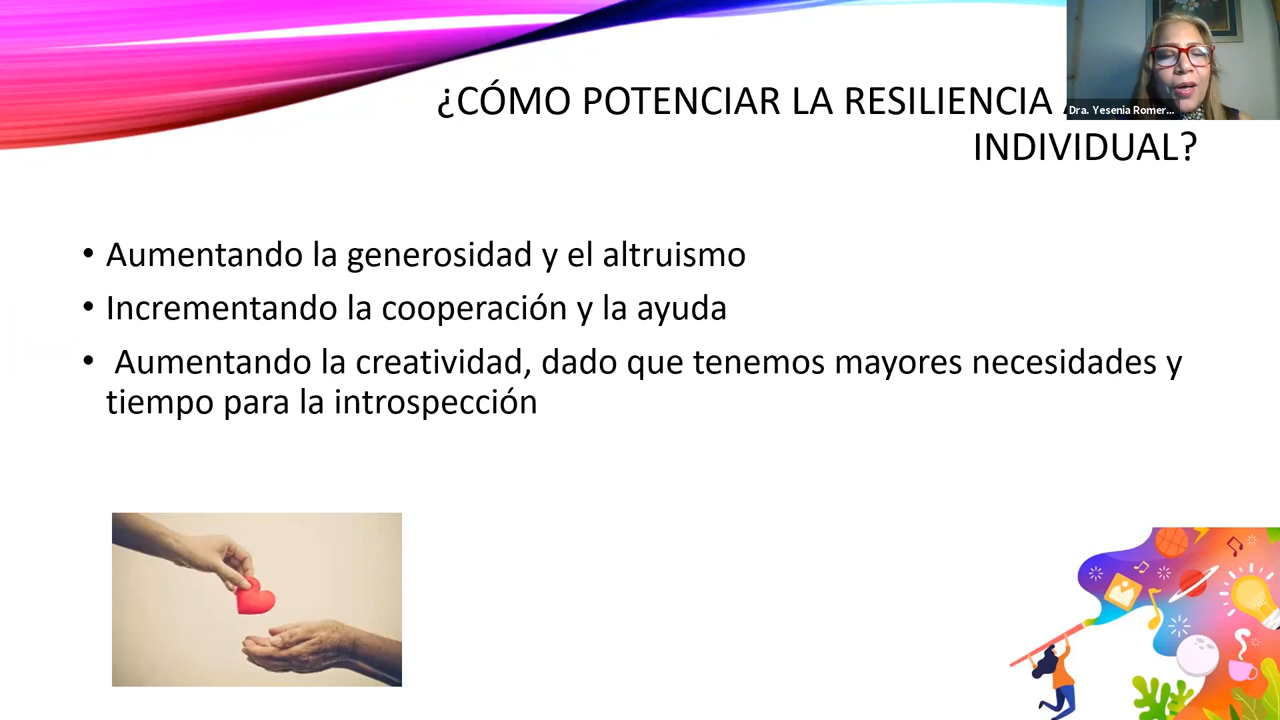 ¿CÓMO POTENCIAR LA RESILIENCIA
INDIVIDUAL?
Dra. Yesenia Romer...
• Aumentando la generosidad y el altruismo
• Incrementando la cooperación y la ayuda
• Aumentando la creatividad, dado que tenemos mayores necesidades y
tiempo para la introspección